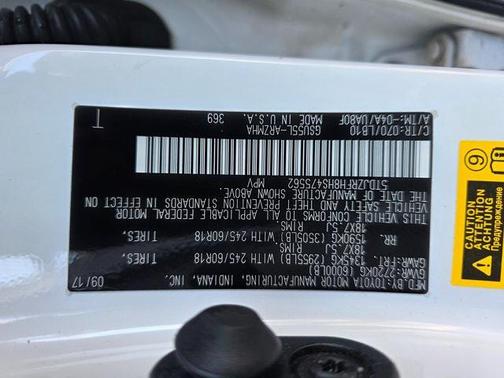 MFD. BY: TOYOTA MOTOR MANUFACTURING, INDIANA, INC. 09/17
GVWR: 2720KG (6000LB)
GAWR: FRT. 1345KG (2955LB) WITH 245/60R18 TIRES,
18X7.5J RIMS
RR. 1590KG (3505LB) WITH 245/60R18 TIRES,
18X7.5J RIMS
THIS VEHICLE CONFORMS TO ALL APPLICABLE FEDERAL MOTOR
VEHICLE SAFETY AND THEFT PREVENTION STANDARDS IN EFFECT ON
THE DATE OF MANUFACTURE SHOWN ABOVE.
5TDJZRFH8HS475562 MPV
C/TR: 070/LB10 GSU55L-ARZMHA
A/TM: -04A/UA80F MADE IN U.S.A. 369
CAUTION
Предупреждение